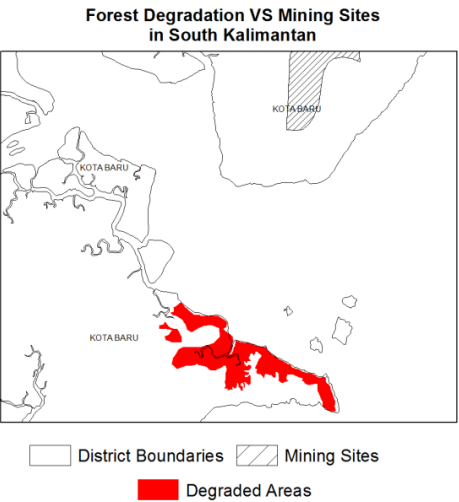 Forest Degradation VS Mining Sites
in South Kalimantan
KOTA BARU
KOTA BARU
KOTA BARU
District Boundaries
Mining Sites
Degraded Areas